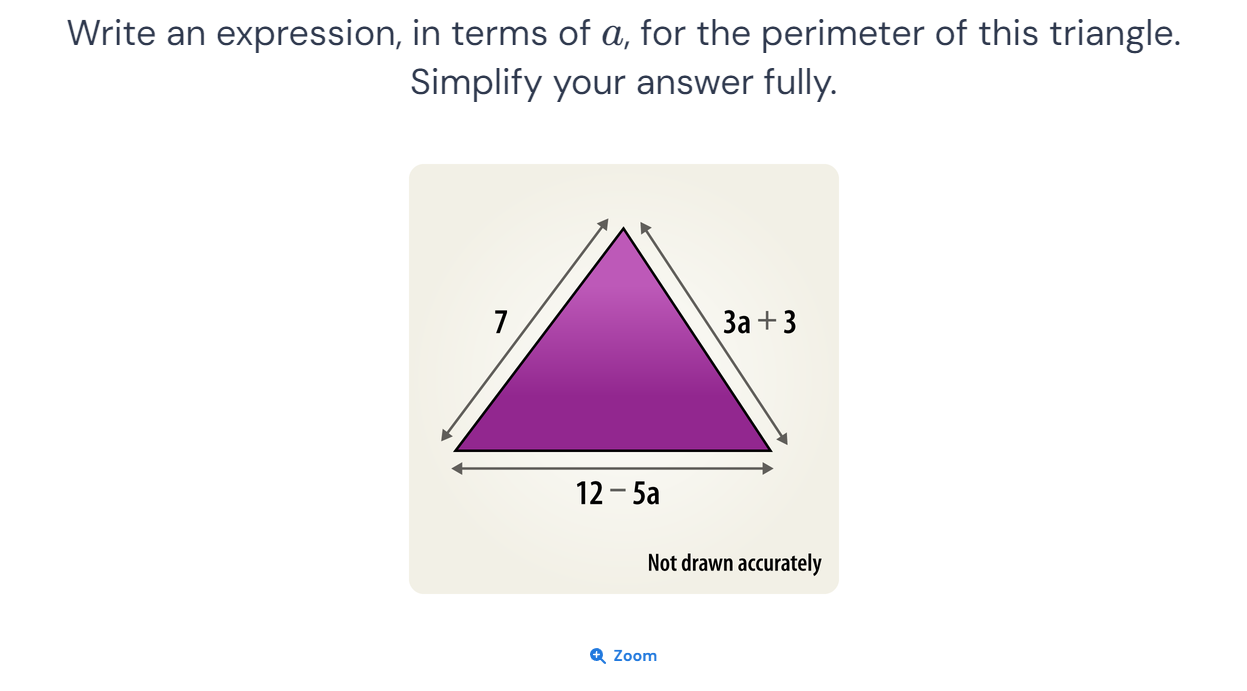 Write an expression, in terms of a, for the perimeter of this triangle.
Simplify your answer fully.
7
3a + 3
12 − 5a
Not drawn accurately
Zoom